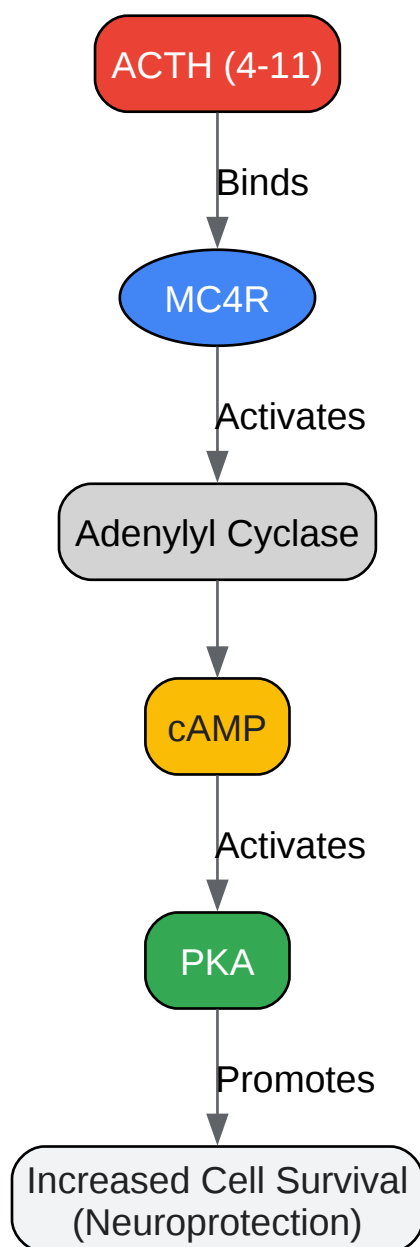 ACTH (4-11)
Binds
MC4R
Activates
Adenylyl Cyclase
cAMP
Activates
PKA
Promotes
Increased Cell Survival
(Neuroprotection)